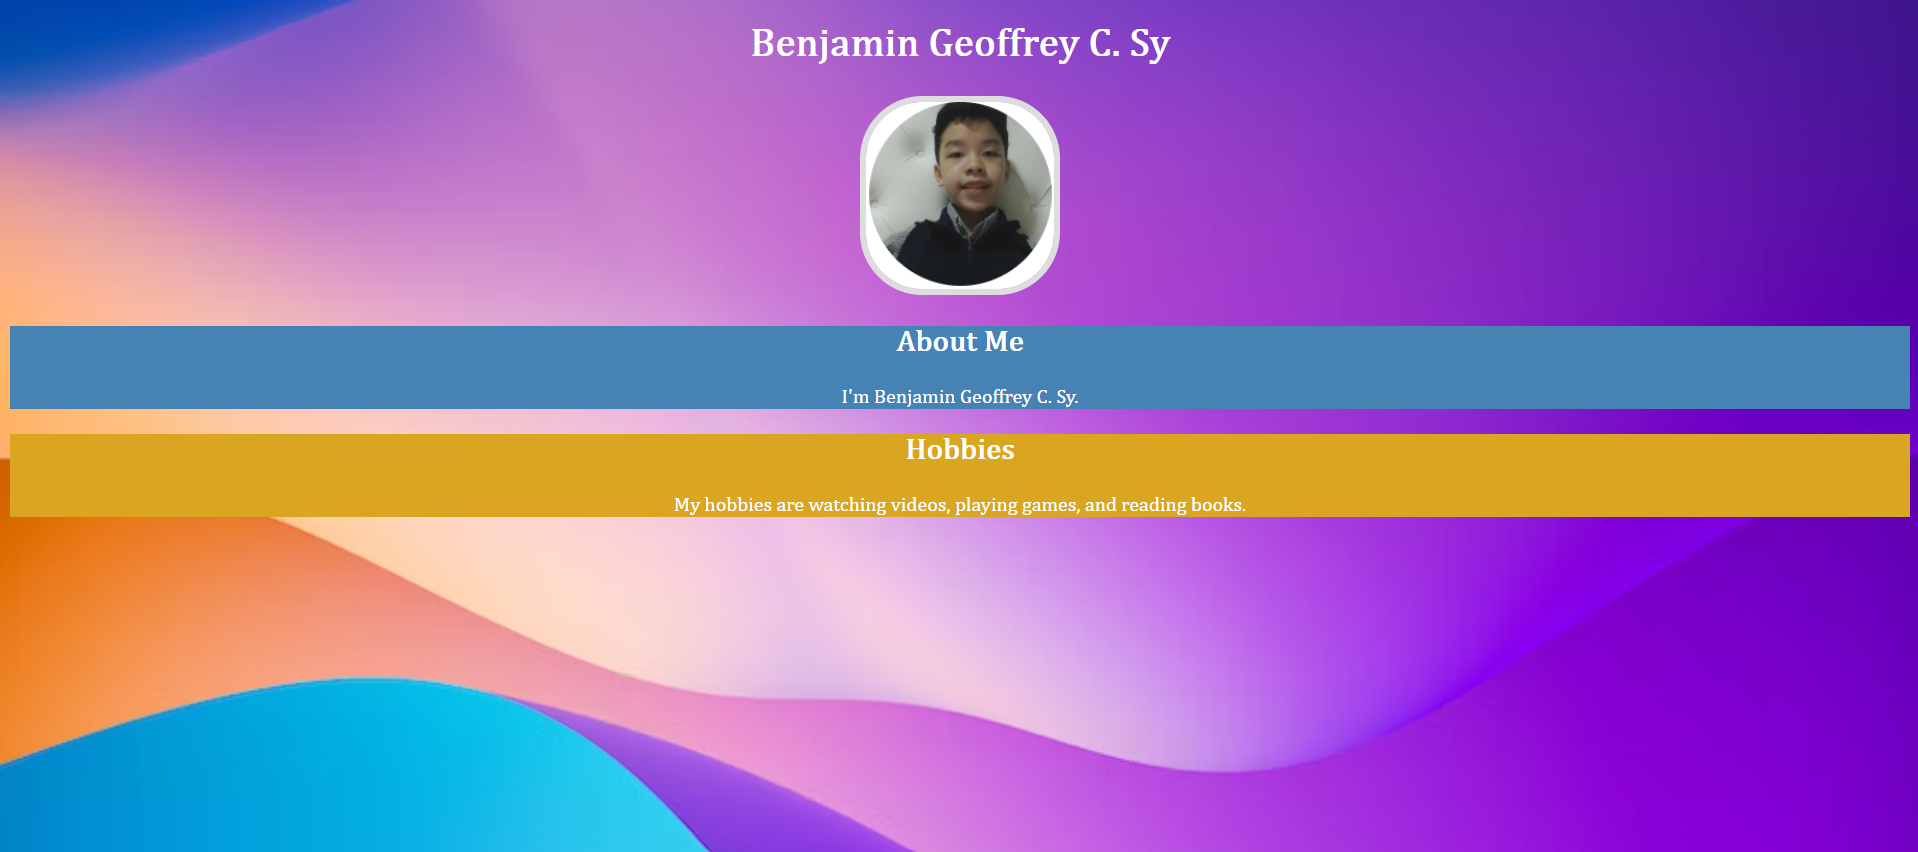 Benjamin Geoffrey C. Sy
About Me
I'm Benjamin Geoffrey C. Sy.
Hobbies
My hobbies are watching videos, playing games, and reading books.